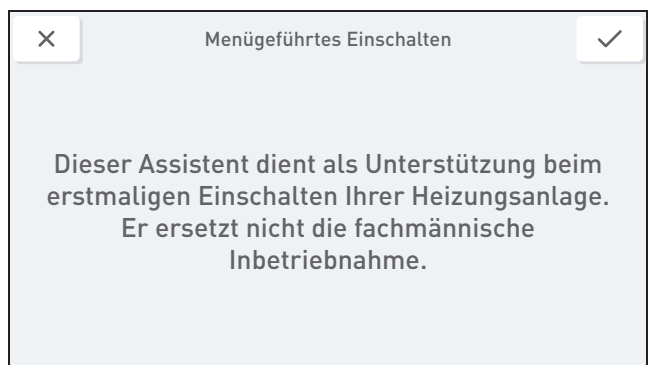 Menügeführtes Einschalten
Dieser Assistent dient als Unterstützung beim
erstmaligen Einschalten Ihrer Heizungsanlage.
Er ersetzt nicht die fachmännische
Inbetriebnahme.